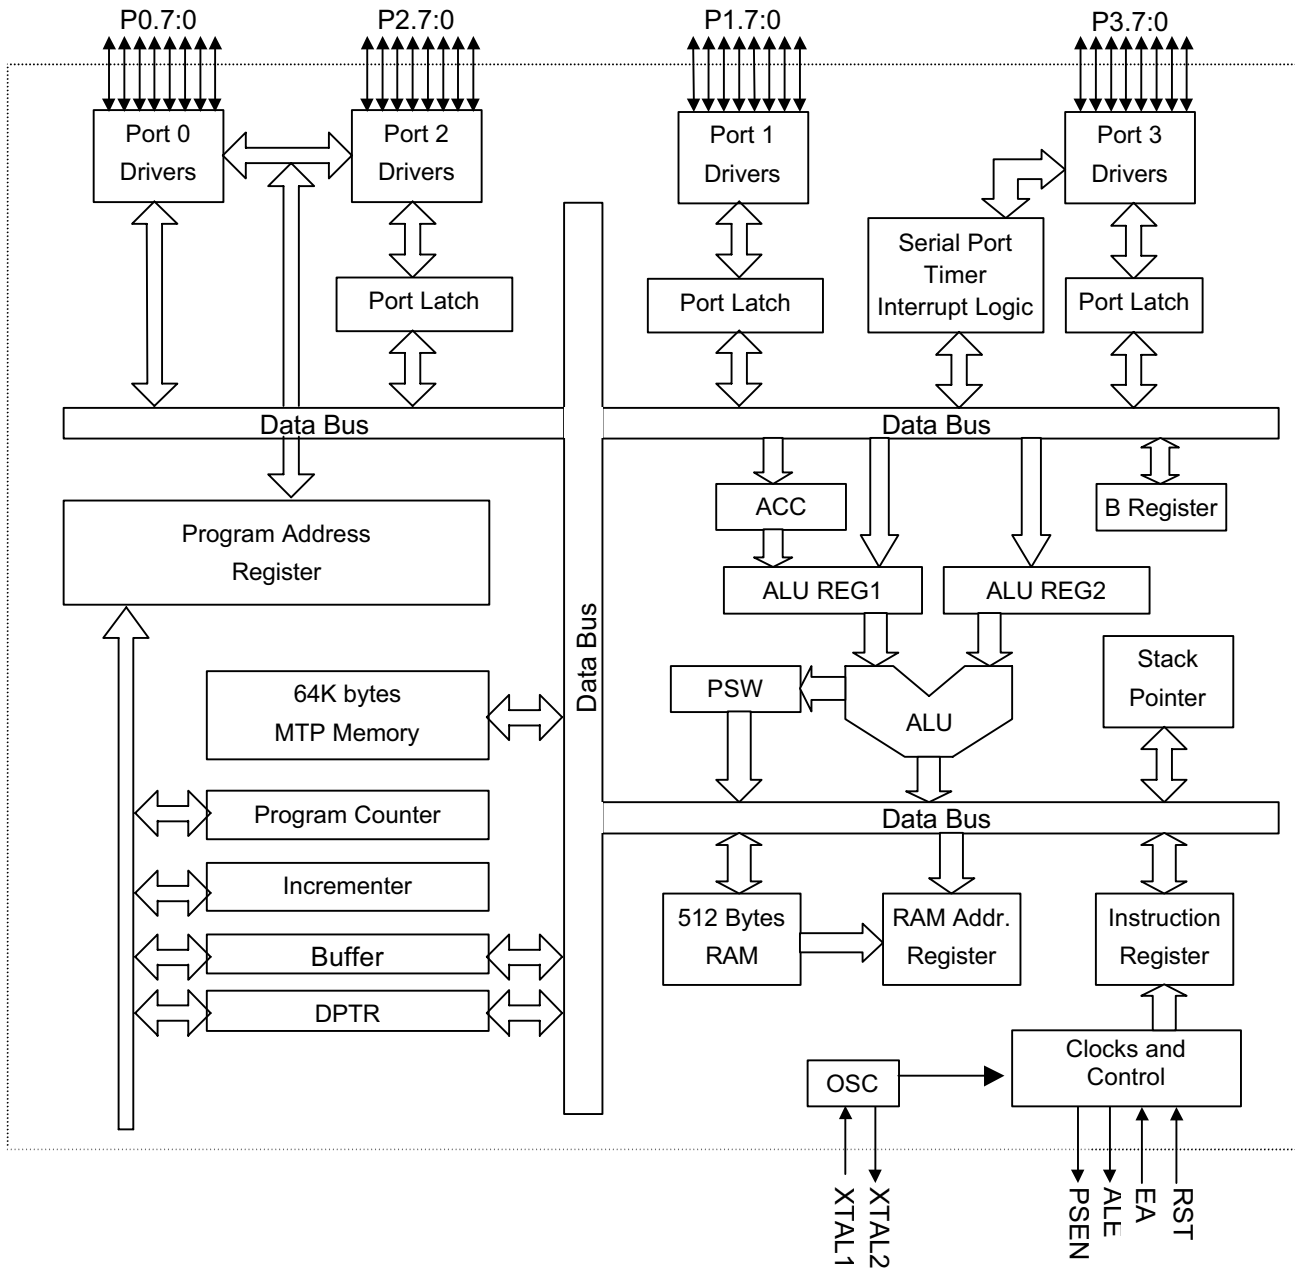 P0.7:0
P2.7:0
P1.7:0
P3.7:0
Port 0
Drivers
Port 2
Drivers
Port 1
Drivers
Port 3
Drivers
Serial Port
Timer
Interrupt Logic
Port Latch
Port Latch
Port Latch
Data Bus
Data Bus
ACC
B Register
Program Address
Register
ALU REG1
ALU REG2
Data Bus
64K bytes
MTP Memory
PSW
ALU
Stack
Pointer
Program Counter
Data Bus
Incrementer
512 Bytes
RAM
RAM Addr.
Register
Instruction
Register
Buffer
DPTR
OSC
Clocks and
Control
XTAL1
XTAL2
PSEN
ALE
EA
RST